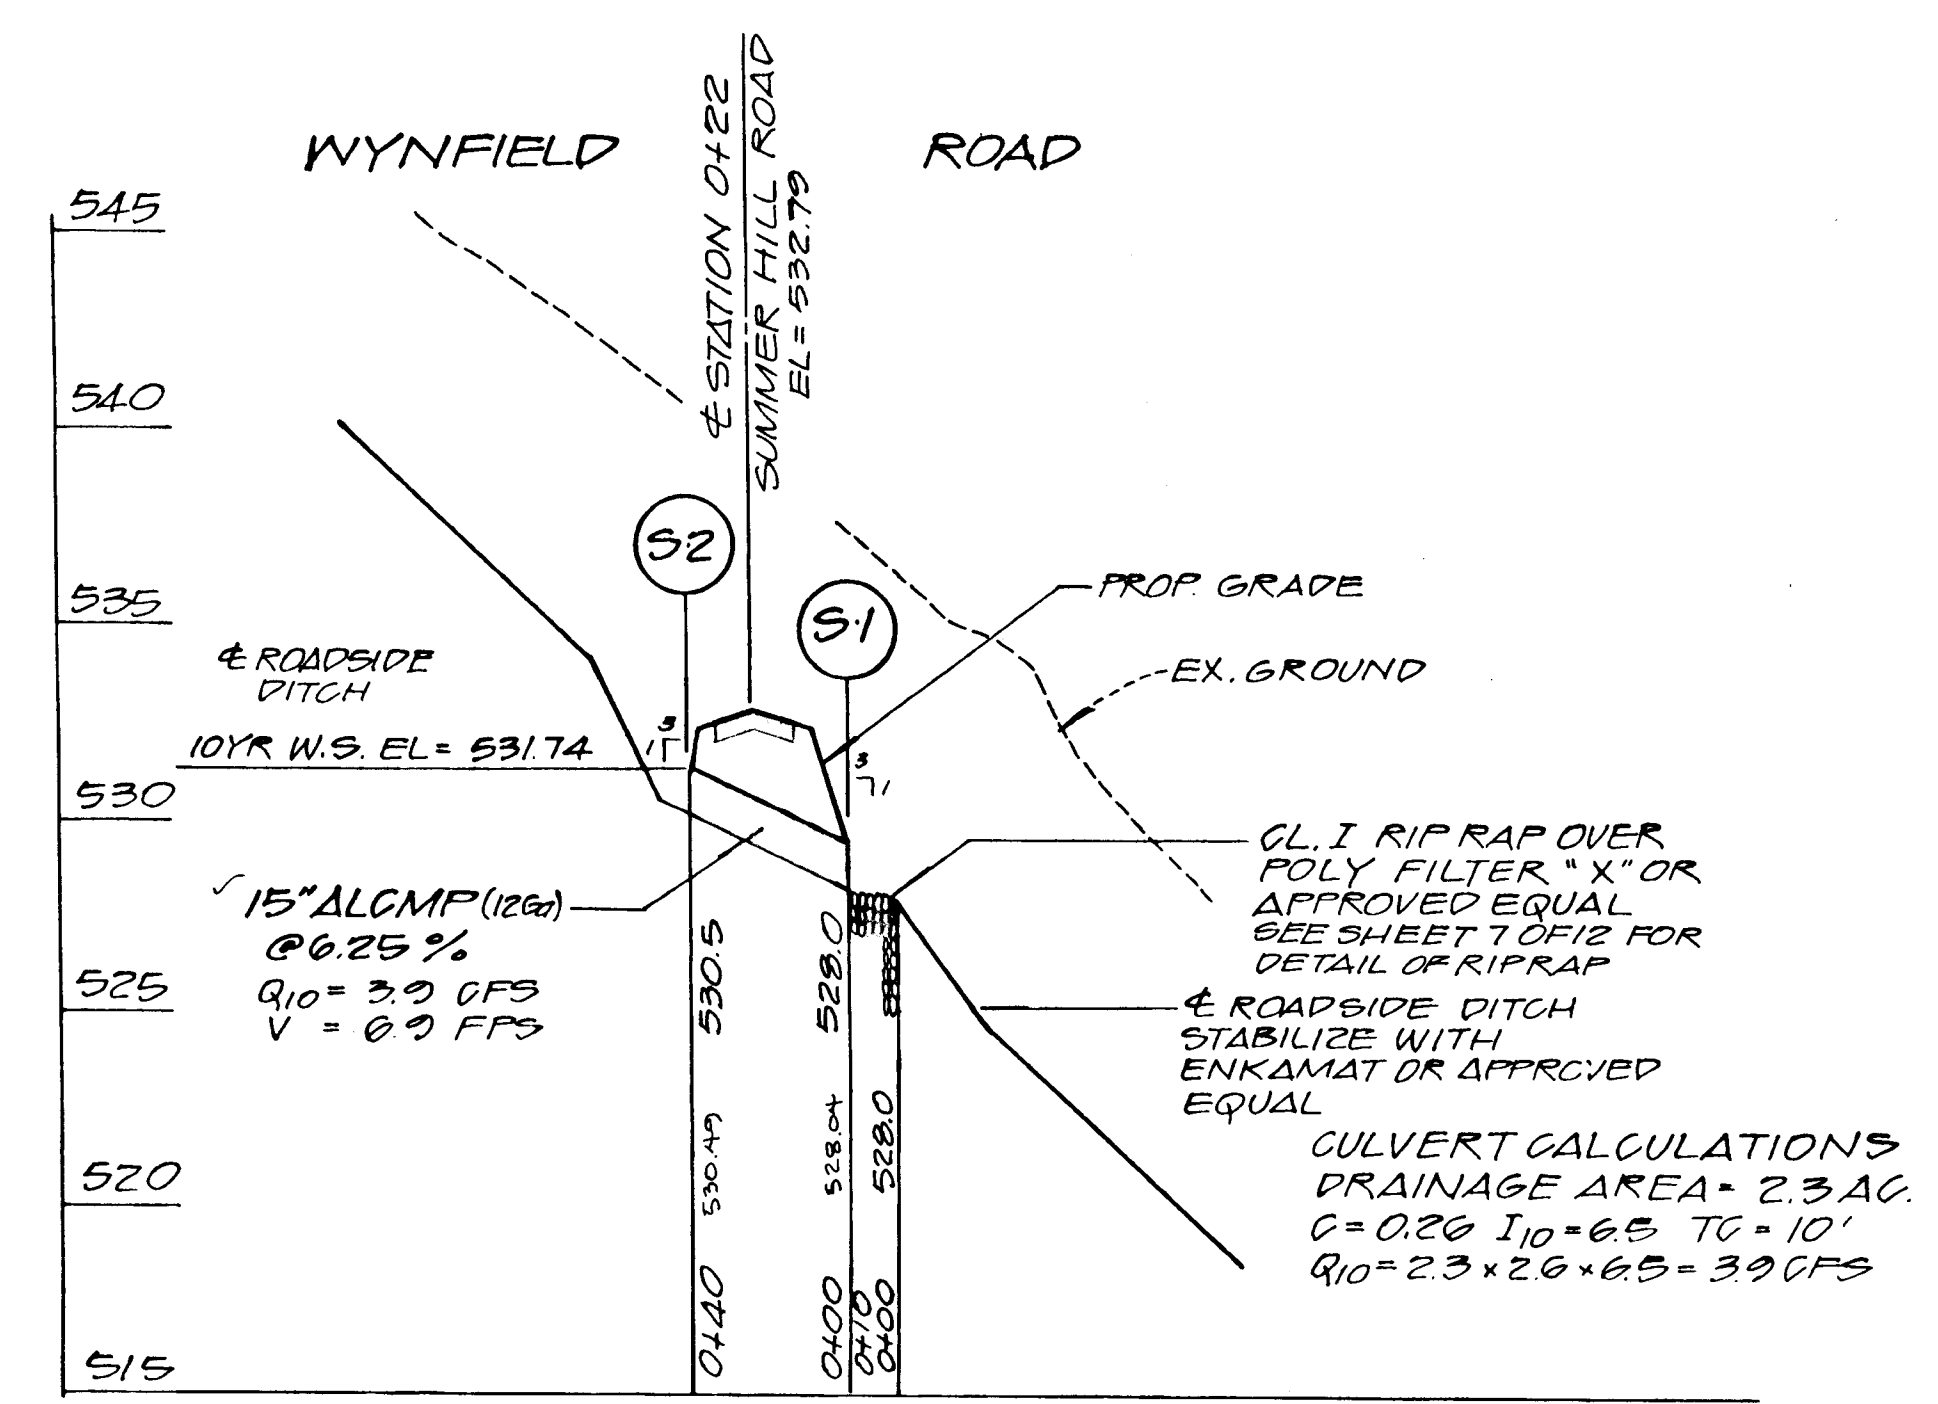 WYNFIELD ROAD
℄ STATION 0+22
SUMMER HILL ROAD
EL = 532.79
545
540
535
530
525
520
515
S-2
S-1
PROP. GRADE
EX. GROUND
℄ ROADSIDE
DITCH
10YR W.S. EL = 531.74
3
1
3
1
15" ALCMP (12Ga)
@ 6.25 %
Q10 = 3.9 CFS
V = 6.9 FPS
CL. I RIP RAP OVER
POLY FILTER "X" OR
APPROVED EQUAL
SEE SHEET 7 OF 12 FOR
DETAIL OF RIPRAP
℄ ROADSIDE DITCH
STABILIZE WITH
ENKAMAT OR APPROVED
EQUAL
CULVERT CALCULATIONS
DRAINAGE AREA = 2.3 AC.
C = 0.26 I10 = 6.5 TC = 10'
Q10 = 2.3 x 2.6 x 6.5 = 3.9 CFS
530.5
530.49
0+40
528.0
528.04
0+00
0+10
528.0
0+00